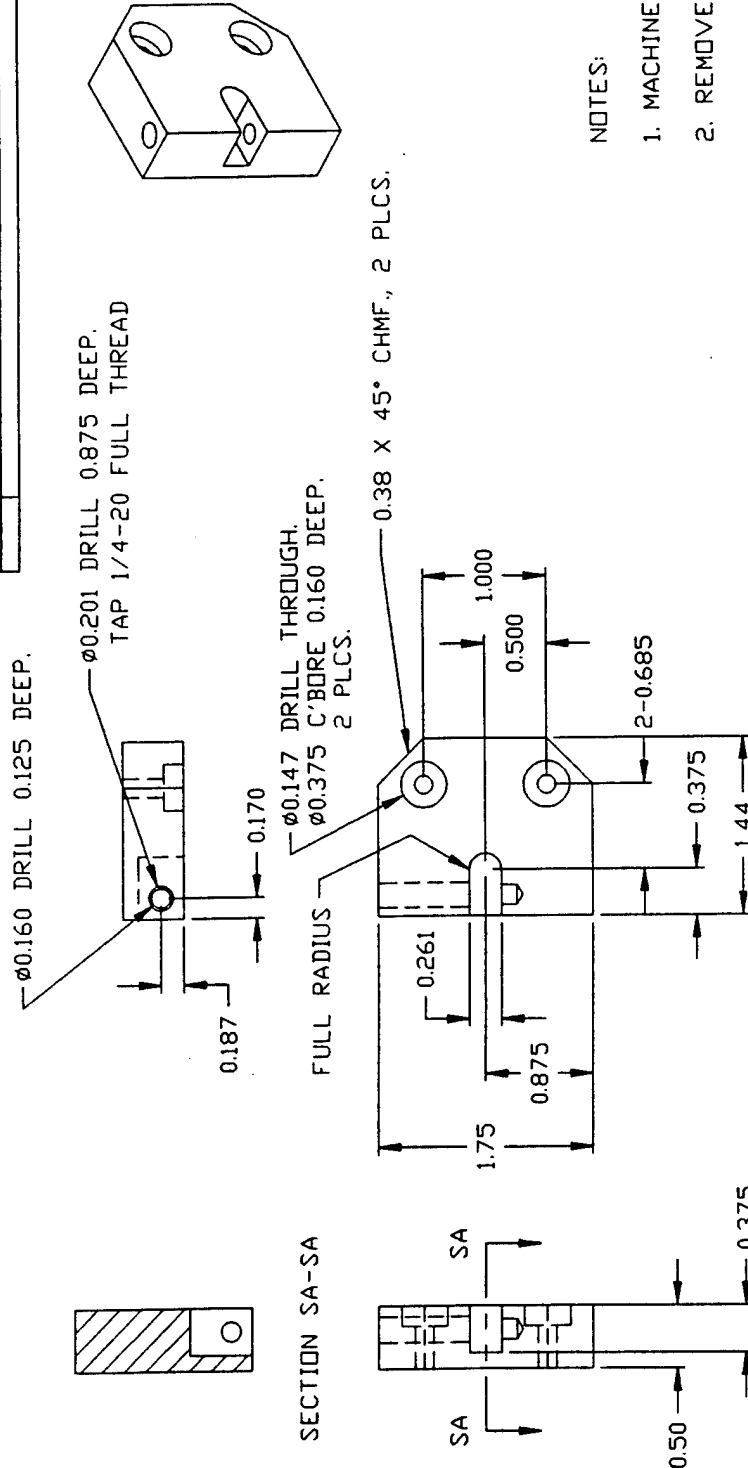 ø0.160 DRILL 0.125 DEEP.
ø0.201 DRILL 0.875 DEEP.
TAP 1/4-20 FULL THREAD
0.187
0.170
SECTION SA-SA
FULL RADIUS
ø0.147 DRILL THROUGH.
ø0.375 C'BORE 0.160 DEEP.
2 PLCS.
0.38 X 45° CHMF., 2 PLCS.
0.261
1.000
0.500
0.875
1.75
2-0.685
0.375
1.44
SA
SA
0.50
0.375
NOTES:
1. MACHINE
2. REMOVE